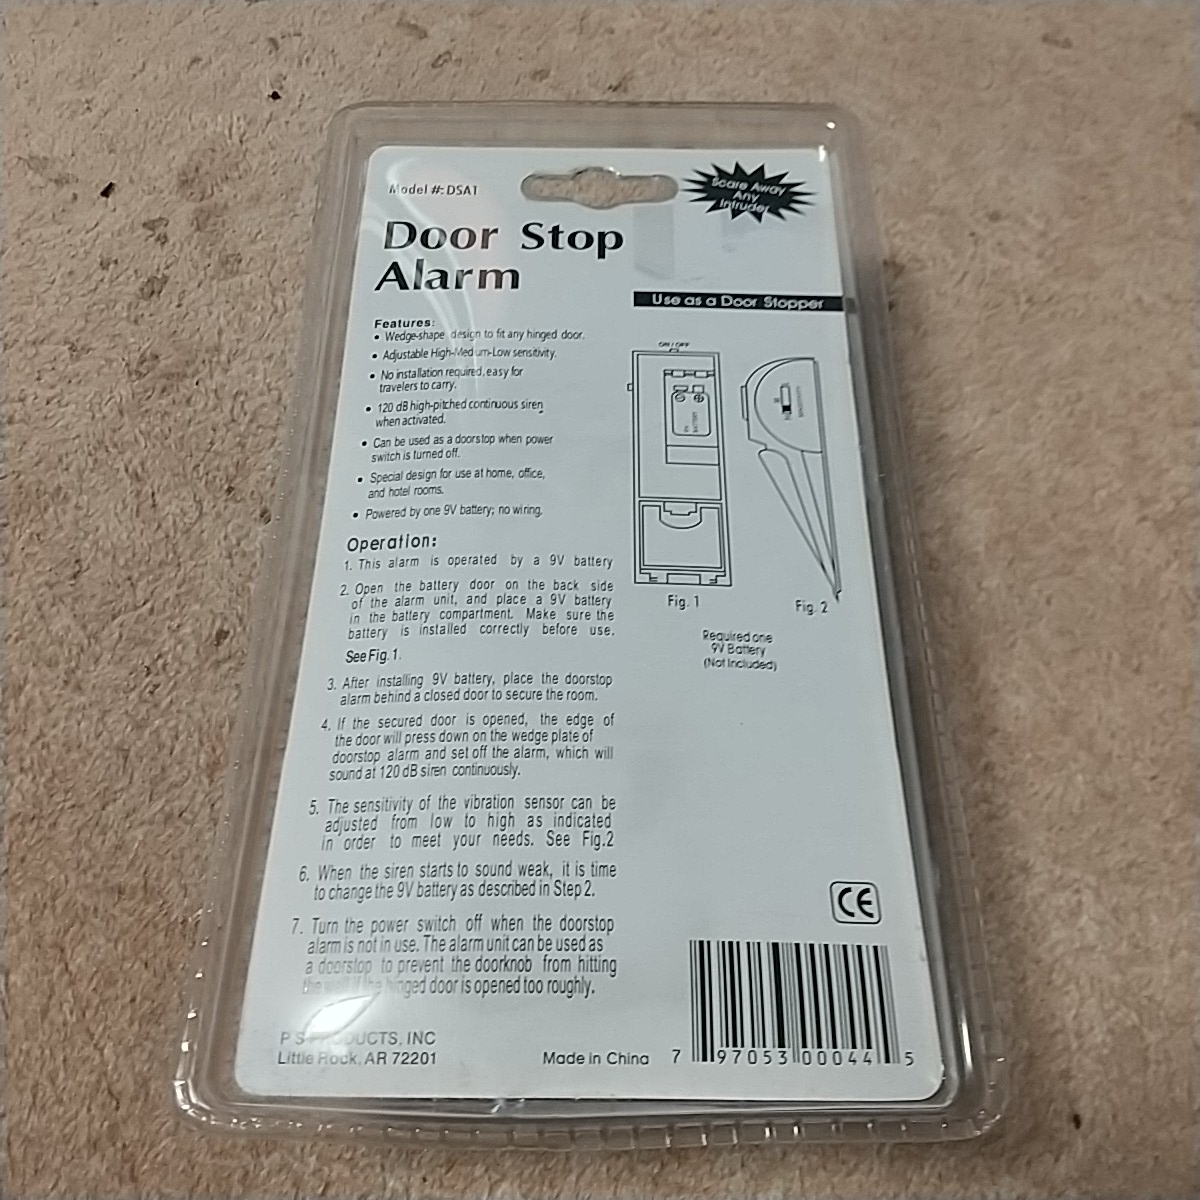 Model #: DSA1
Scare Away
Any
Intruder
Door Stop
Alarm
Use as a Door Stopper
Features:
• Wedge-shape design to fit any hinged door.
• Adjustable High-Medium-Low sensitivity.
• No installation required, easy for
travelers to carry.
• 120 dB high-pitched continuous siren
when activated.
• Can be used as a doorstop when power
switch is turned off.
• Special design for use at home, office,
and hotel rooms.
• Powered by one 9V battery; no wiring.
ON / OFF
9V
BATTERY
SENSITIVITY
Fig. 1
Fig. 2
Required one
9V Battery
(Not Included)
Operation:
1. This alarm is operated by a 9V battery
2. Open the battery door on the back side
of the alarm unit, and place a 9V battery
in the battery compartment. Make sure the
battery is installed correctly before use.
See Fig. 1.
3. After installing 9V battery, place the doorstop
alarm behind a closed door to secure the room.
4. If the secured door is opened, the edge of
the door will press down on the wedge plate of
doorstop alarm and set off the alarm, which will
sound at 120 dB siren continuously.
5. The sensitivity of the vibration sensor can be
adjusted from low to high as indicated
in order to meet your needs. See Fig.2
6. When the siren starts to sound weak, it is time
to change the 9V battery as described in Step 2.
7. Turn the power switch off when the doorstop
alarm is not in use. The alarm unit can be used as
a doorstop to prevent the doorknob from hitting
the wall if the hinged door is opened too roughly.
CE
P S PRODUCTS, INC
Little Rock, AR 72201
Made in China
7 97053 00044 5